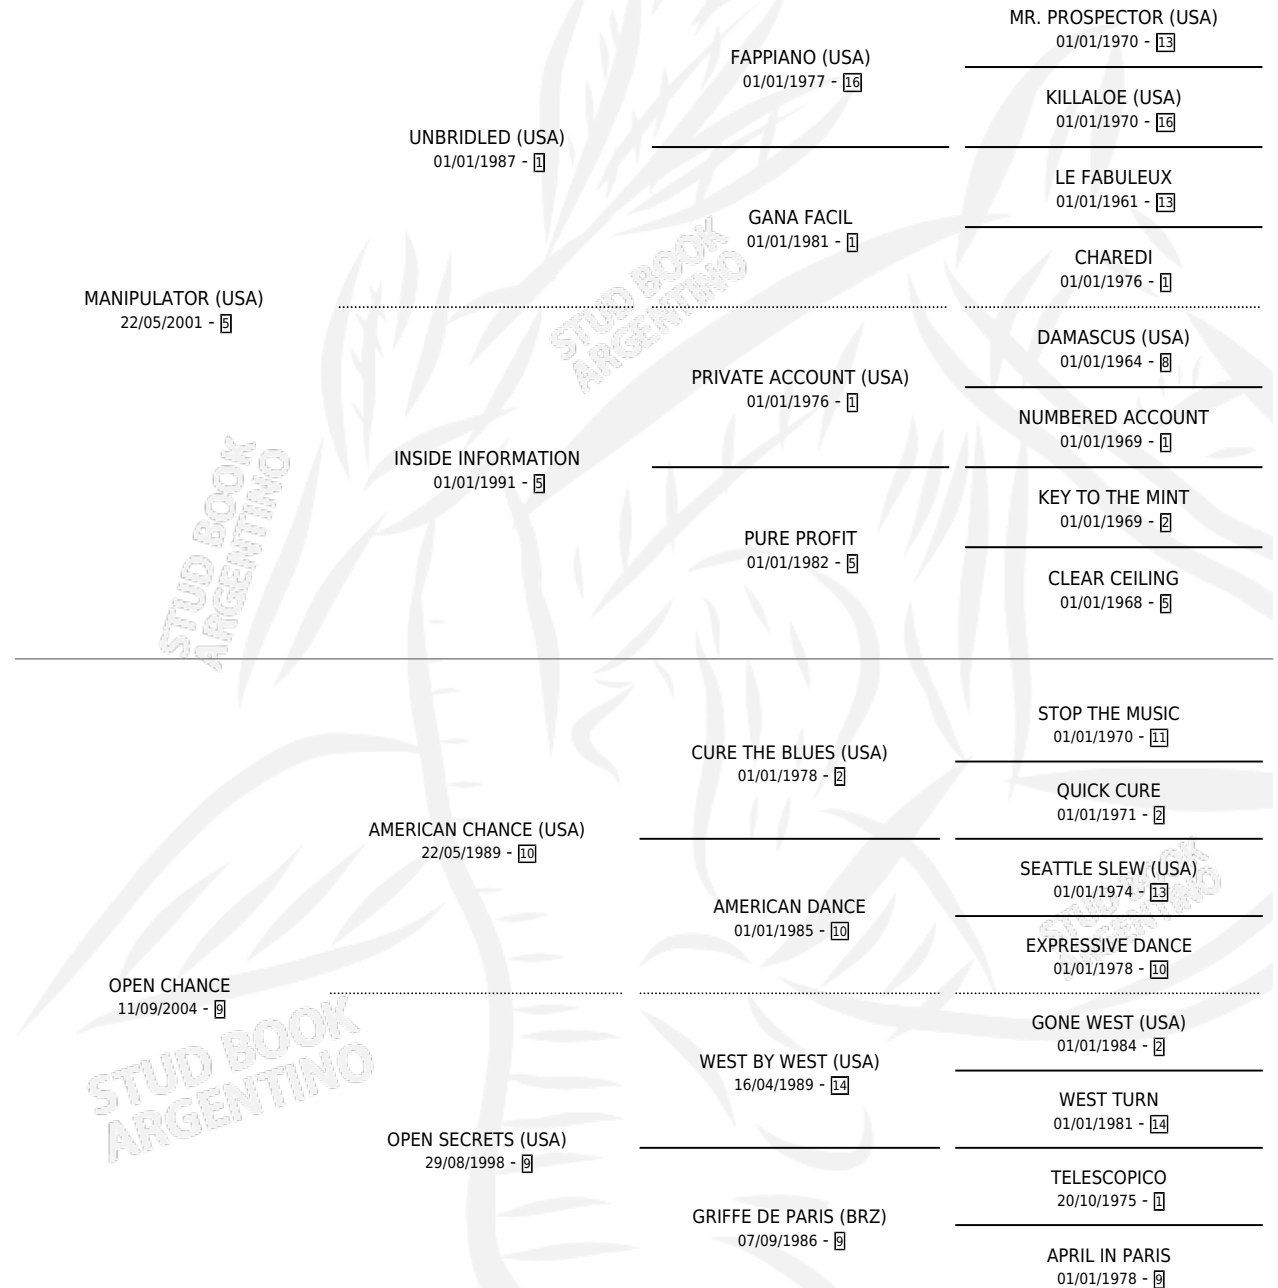 MR. PROSPECTOR (USA)
01/01/1970 - 13
FAPPIANO (USA)
01/01/1977 - 16
KILLALOE (USA)
01/01/1970 - 16
UNBRIDLED (USA)
01/01/1987 - 1
LE FABULEUX
01/01/1961 - 13
GANA FACIL
01/01/1981 - 1
CHAREDI
01/01/1976 - 1
MANIPULATOR (USA)
22/05/2001 - 5
DAMASCUS (USA)
01/01/1964 - 8
PRIVATE ACCOUNT (USA)
01/01/1976 - 1
NUMBERED ACCOUNT
01/01/1969 - 1
INSIDE INFORMATION
01/01/1991 - 5
KEY TO THE MINT
01/01/1969 - 2
PURE PROFIT
01/01/1982 - 5
CLEAR CEILING
01/01/1968 - 5
STOP THE MUSIC
01/01/1970 - 11
CURE THE BLUES (USA)
01/01/1978 - 2
QUICK CURE
01/01/1971 - 2
AMERICAN CHANCE (USA)
22/05/1989 - 10
SEATTLE SLEW (USA)
01/01/1974 - 13
AMERICAN DANCE
01/01/1985 - 10
EXPRESSIVE DANCE
01/01/1978 - 10
OPEN CHANCE
11/09/2004 - 9
GONE WEST (USA)
01/01/1984 - 2
WEST BY WEST (USA)
16/04/1989 - 14
WEST TURN
01/01/1981 - 14
OPEN SECRETS (USA)
29/08/1998 - 9
TELESCOPICO
20/10/1975 - 1
GRIFFE DE PARIS (BRZ)
07/09/1986 - 9
APRIL IN PARIS
01/01/1978 - 9
STUD BOOK
ARGENTINO
STUD BOOK
ARGENTINO
STUD BOOK
ARGENTINO
STUD BOOK
ARGENTINO